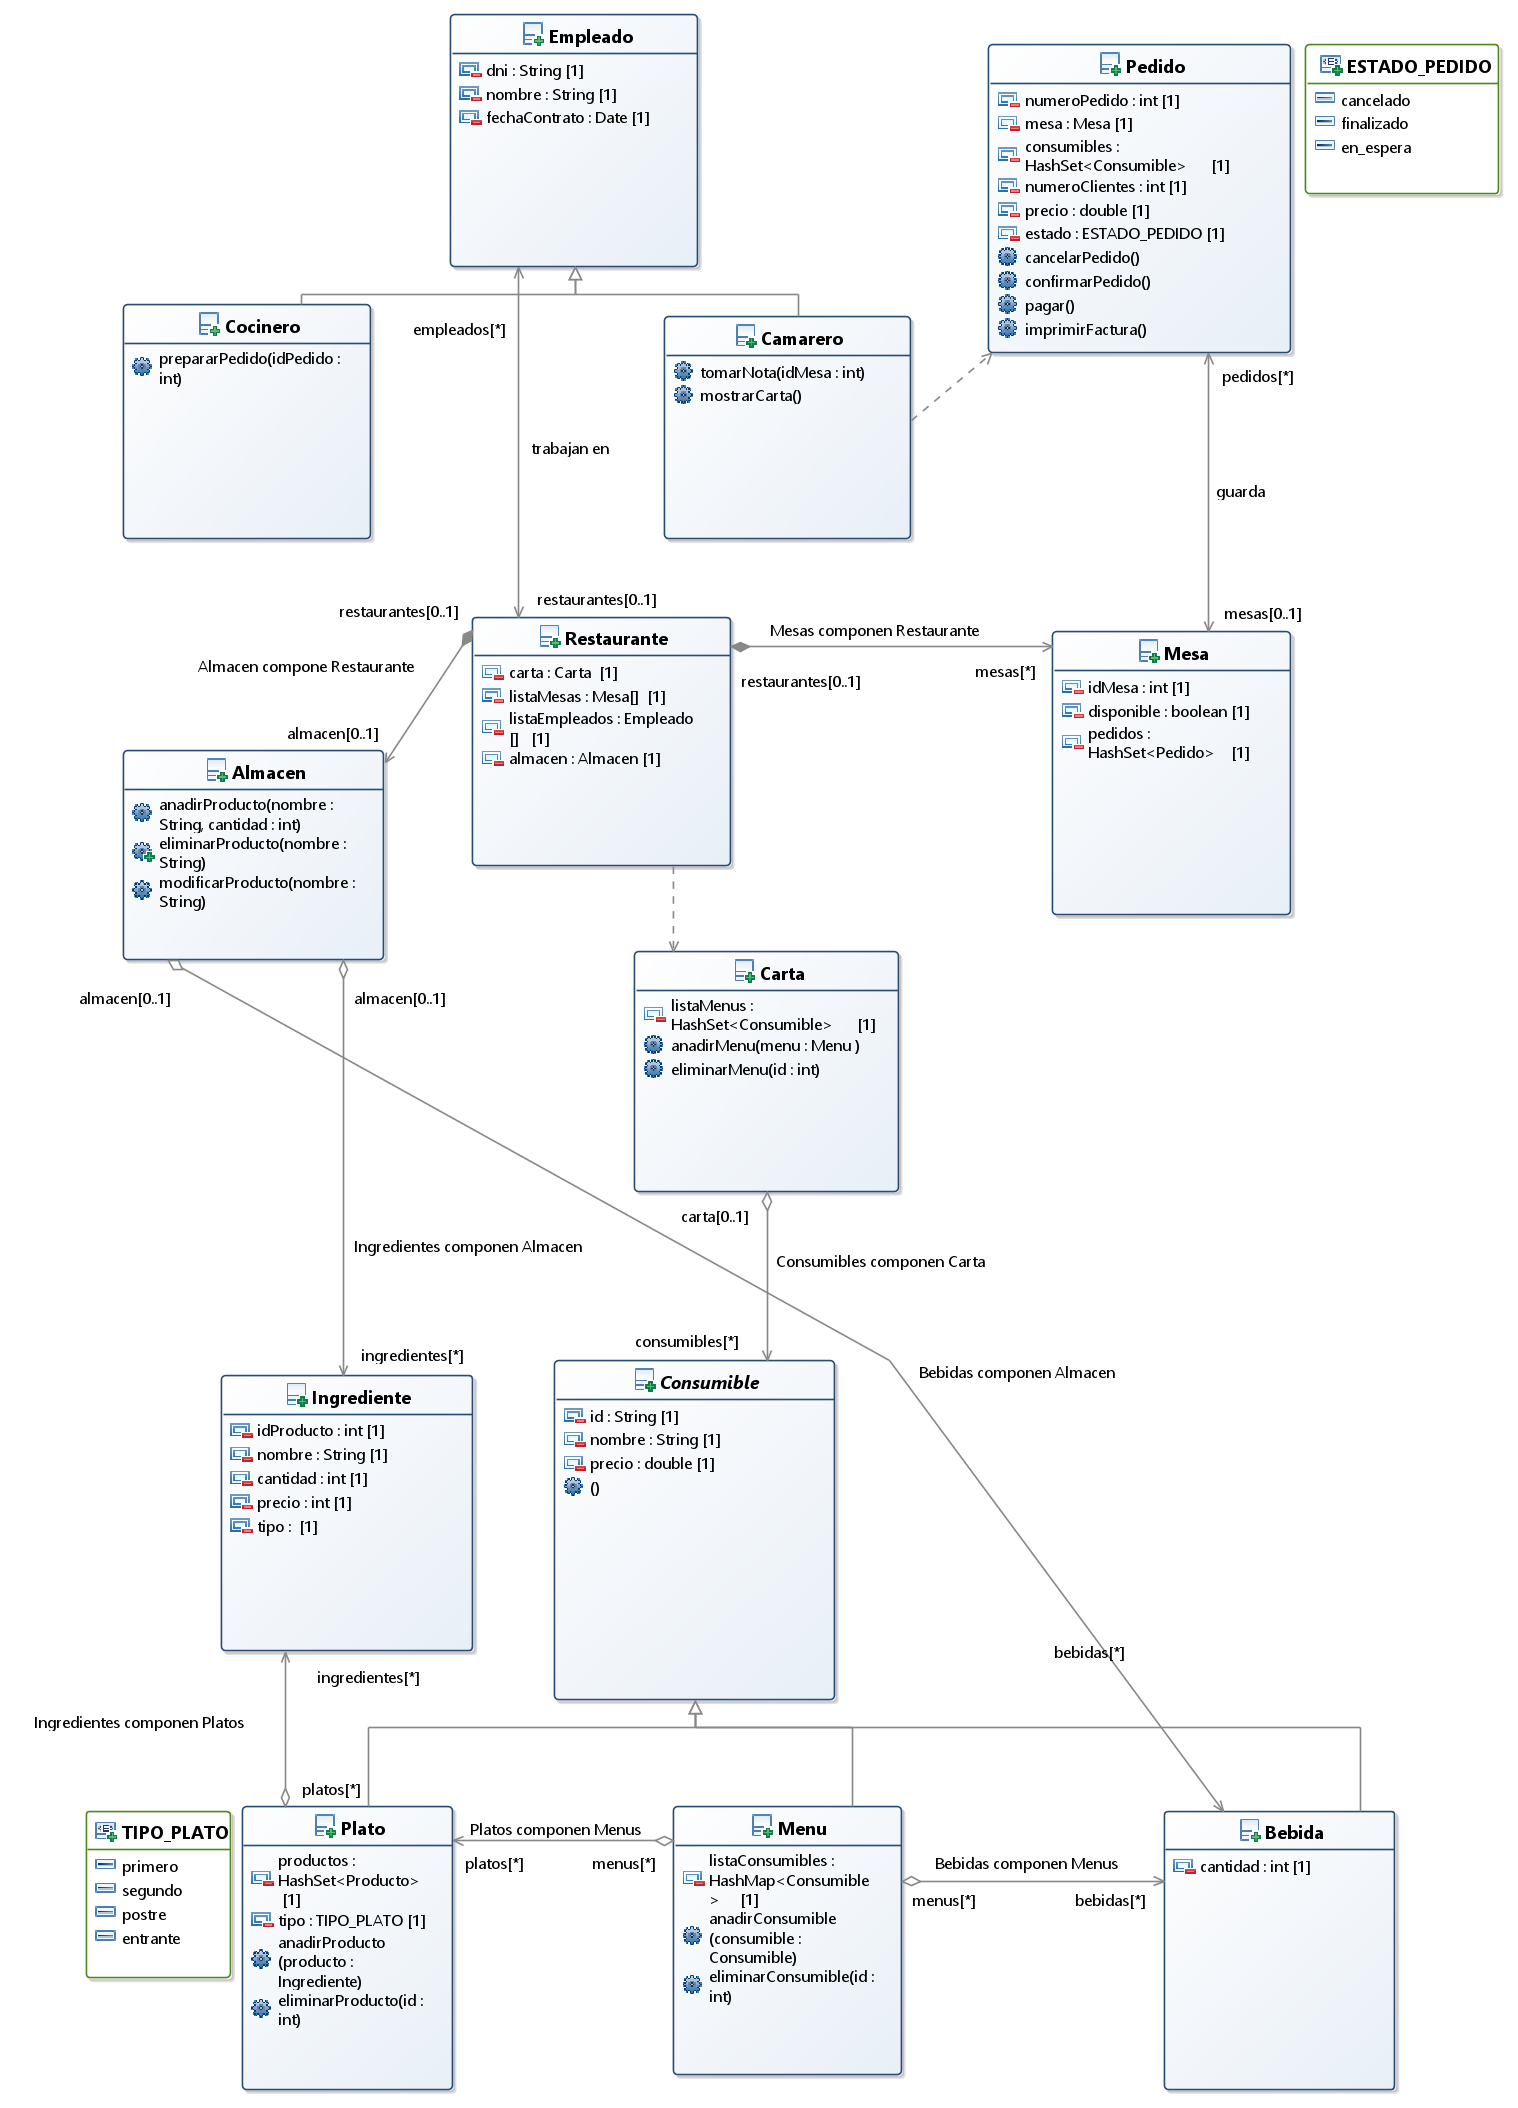 Empleado
dni : String [1]
nombre : String [1]
fechaContrato : Date [1]
Pedido
numeroPedido : int [1]
mesa : Mesa [1]
consumibles :
HashSet<Consumible> [1]
numeroClientes : int [1]
precio : double [1]
estado : ESTADO_PEDIDO [1]
cancelarPedido()
confirmarPedido()
pagar()
imprimirFactura()
ESTADO_PEDIDO
cancelado
finalizado
en_espera
Cocinero
prepararPedido(idPedido :
int)
empleados[*]
Camarero
tomarNota(idMesa : int)
mostrarCarta()
pedidos[*]
trabajan en
guarda
restaurantes[0..1]
restaurantes[0..1]
mesas[0..1]
Almacen compone Restaurante
Restaurante
carta : Carta [1]
listaMesas : Mesa[] [1]
listaEmpleados : Empleado
[] [1]
almacen : Almacen [1]
Mesas componen Restaurante
restaurantes[0..1]
mesas[*]
Mesa
idMesa : int [1]
disponible : boolean [1]
pedidos :
HashSet<Pedido> [1]
almacen[0..1]
Almacen
anadirProducto(nombre :
String, cantidad : int)
eliminarProducto(nombre :
String)
modificarProducto(nombre :
String)
almacen[0..1]
almacen[0..1]
Carta
listaMenus :
HashSet<Consumible> [1]
anadirMenu(menu : Menu )
eliminarMenu(id : int)
carta[0..1]
Ingredientes componen Almacen
Consumibles componen Carta
consumibles[*]
ingredientes[*]
Bebidas componen Almacen
Ingrediente
idProducto : int [1]
nombre : String [1]
cantidad : int [1]
precio : int [1]
tipo : [1]
Consumible
id : String [1]
nombre : String [1]
precio : double [1]
()
bebidas[*]
ingredientes[*]
Ingredientes componen Platos
platos[*]
TIPO_PLATO
primero
segundo
postre
entrante
Plato
productos :
HashSet<Producto>
[1]
tipo : TIPO_PLATO [1]
anadirProducto
(producto :
Ingrediente)
eliminarProducto(id :
int)
Platos componen Menus
platos[*]
menus[*]
Menu
listaConsumibles :
HashMap<Consumible
> [1]
anadirConsumible
(consumible :
Consumible)
eliminarConsumible(id :
int)
Bebidas componen Menus
menus[*]
bebidas[*]
Bebida
cantidad : int [1]